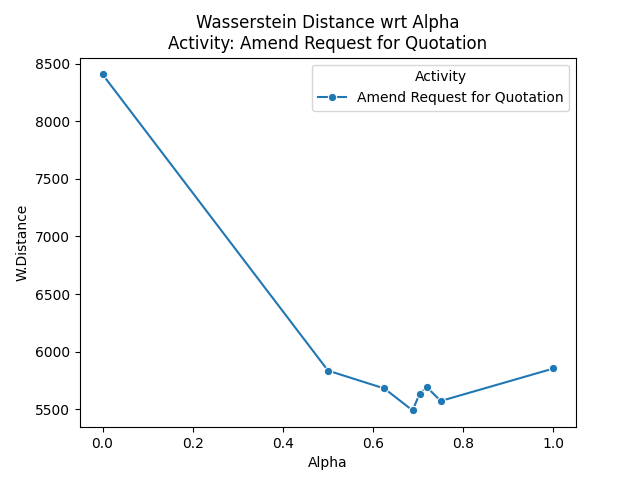 Wasserstein Distance wrt Alpha
Activity: Amend Request for Quotation
Activity
Amend Request for Quotation
W.Distance
8500
8000
7500
7000
6500
6000
5500
0.0 0.2 0.4 0.6 0.8 1.0
Alpha